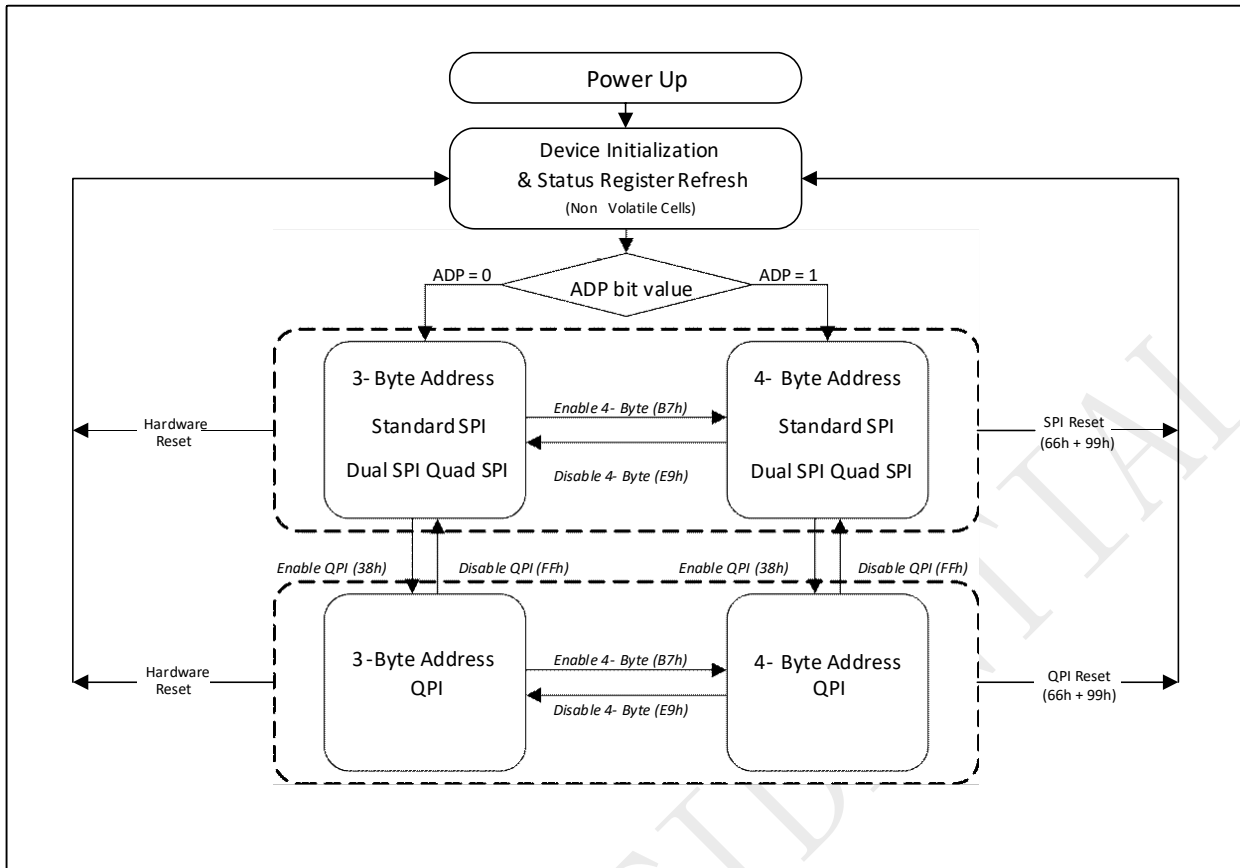 Power Up
Device Initialization
& Status Register Refresh
(Non Volatile Cells)
ADP = 0
ADP bit value
ADP = 1
3- Byte Address
Standard SPI
Dual SPI Quad SPI
Enable 4- Byte (B7h)
Disable 4- Byte (E9h)
4- Byte Address
Standard SPI
Dual SPI Quad SPI
Hardware
Reset
SPI Reset
(66h + 99h)
Enable QPI (38h)
Disable QPI (FFh)
Enable QPI (38h)
Disable QPI (FFh)
3-Byte Address
QPI
Enable 4- Byte (B7h)
Disable 4- Byte (E9h)
4- Byte Address
QPI
Hardware
Reset
QPI Reset
(66h + 99h)